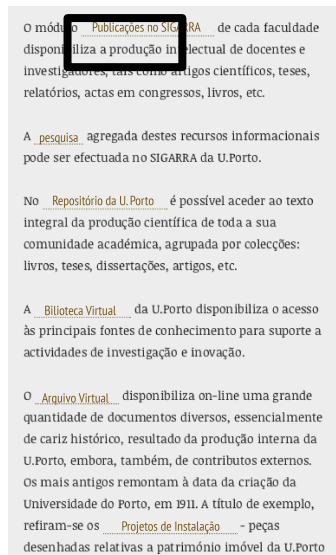 O módulo Publicações no SIGARRA de cada faculdade
disponibiliza a produção intelectual de docentes e
investigadores, tais como artigos científicos, teses,
relatórios, actas em congressos, livros, etc.
A pesquisa agregada destes recursos informacionais
pode ser efectuada no SIGARRA da U.Porto.
No Repositório da U. Porto é possível aceder ao texto
integral da produção científica de toda a sua
comunidade académica, agrupada por colecções:
livros, teses, dissertações, artigos, etc.
A Bilioteca Virtual da U.Porto disponibiliza o acesso
às principais fontes de conhecimento para suporte a
actividades de investigação e inovação.
O Arquivo Virtual disponibiliza on-line uma grande
quantidade de documentos diversos, essencialmente
de cariz histórico, resultado da produção interna da
U.Porto, embora, também, de contributos externos.
Os mais antigos remontam à data da criação da
Universidade do Porto, em 1911. A título de exemplo,
refiram-se os Projetos de Instalação - peças
desenhadas relativas a património imóvel da U.Porto